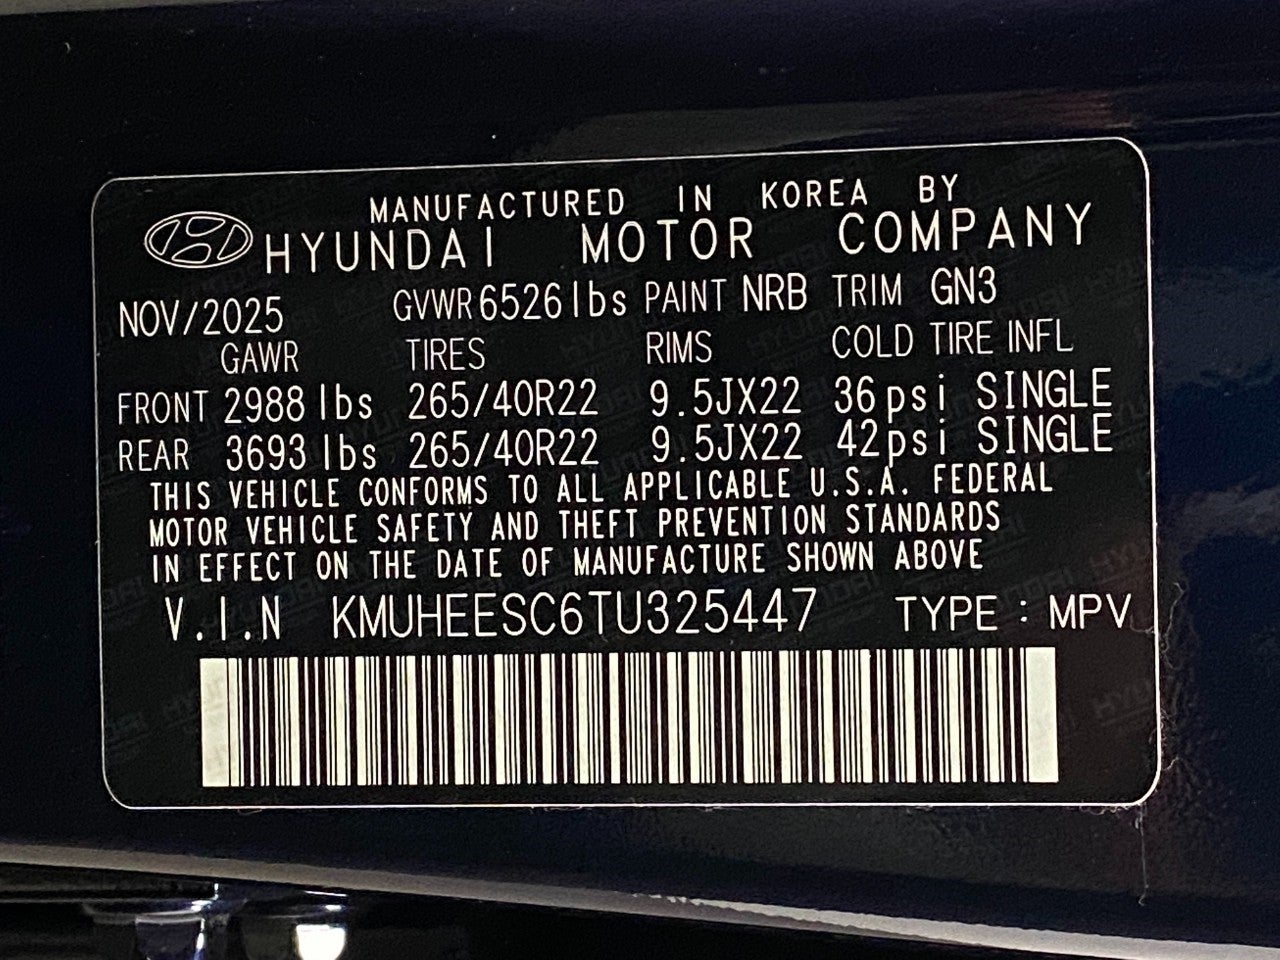 MANUFACTURED IN KOREA BY
HYUNDAI MOTOR COMPANY
NOV/2025 GVWR 6526 lbs PAINT NRB TRIM GN3
GAWR TIRES RIMS COLD TIRE INFL
FRONT 2988 lbs 265/40R22 9.5JX22 36 psi SINGLE
REAR 3693 lbs 265/40R22 9.5JX22 42psi SINGLE
THIS VEHICLE CONFORMS TO ALL APPLICABLE U.S.A. FEDERAL
MOTOR VEHICLE SAFETY AND THEFT PREVENTION STANDARDS
IN EFFECT ON THE DATE OF MANUFACTURE SHOWN ABOVE
V.I.N KMUHEESC6TU325447 TYPE : MPV